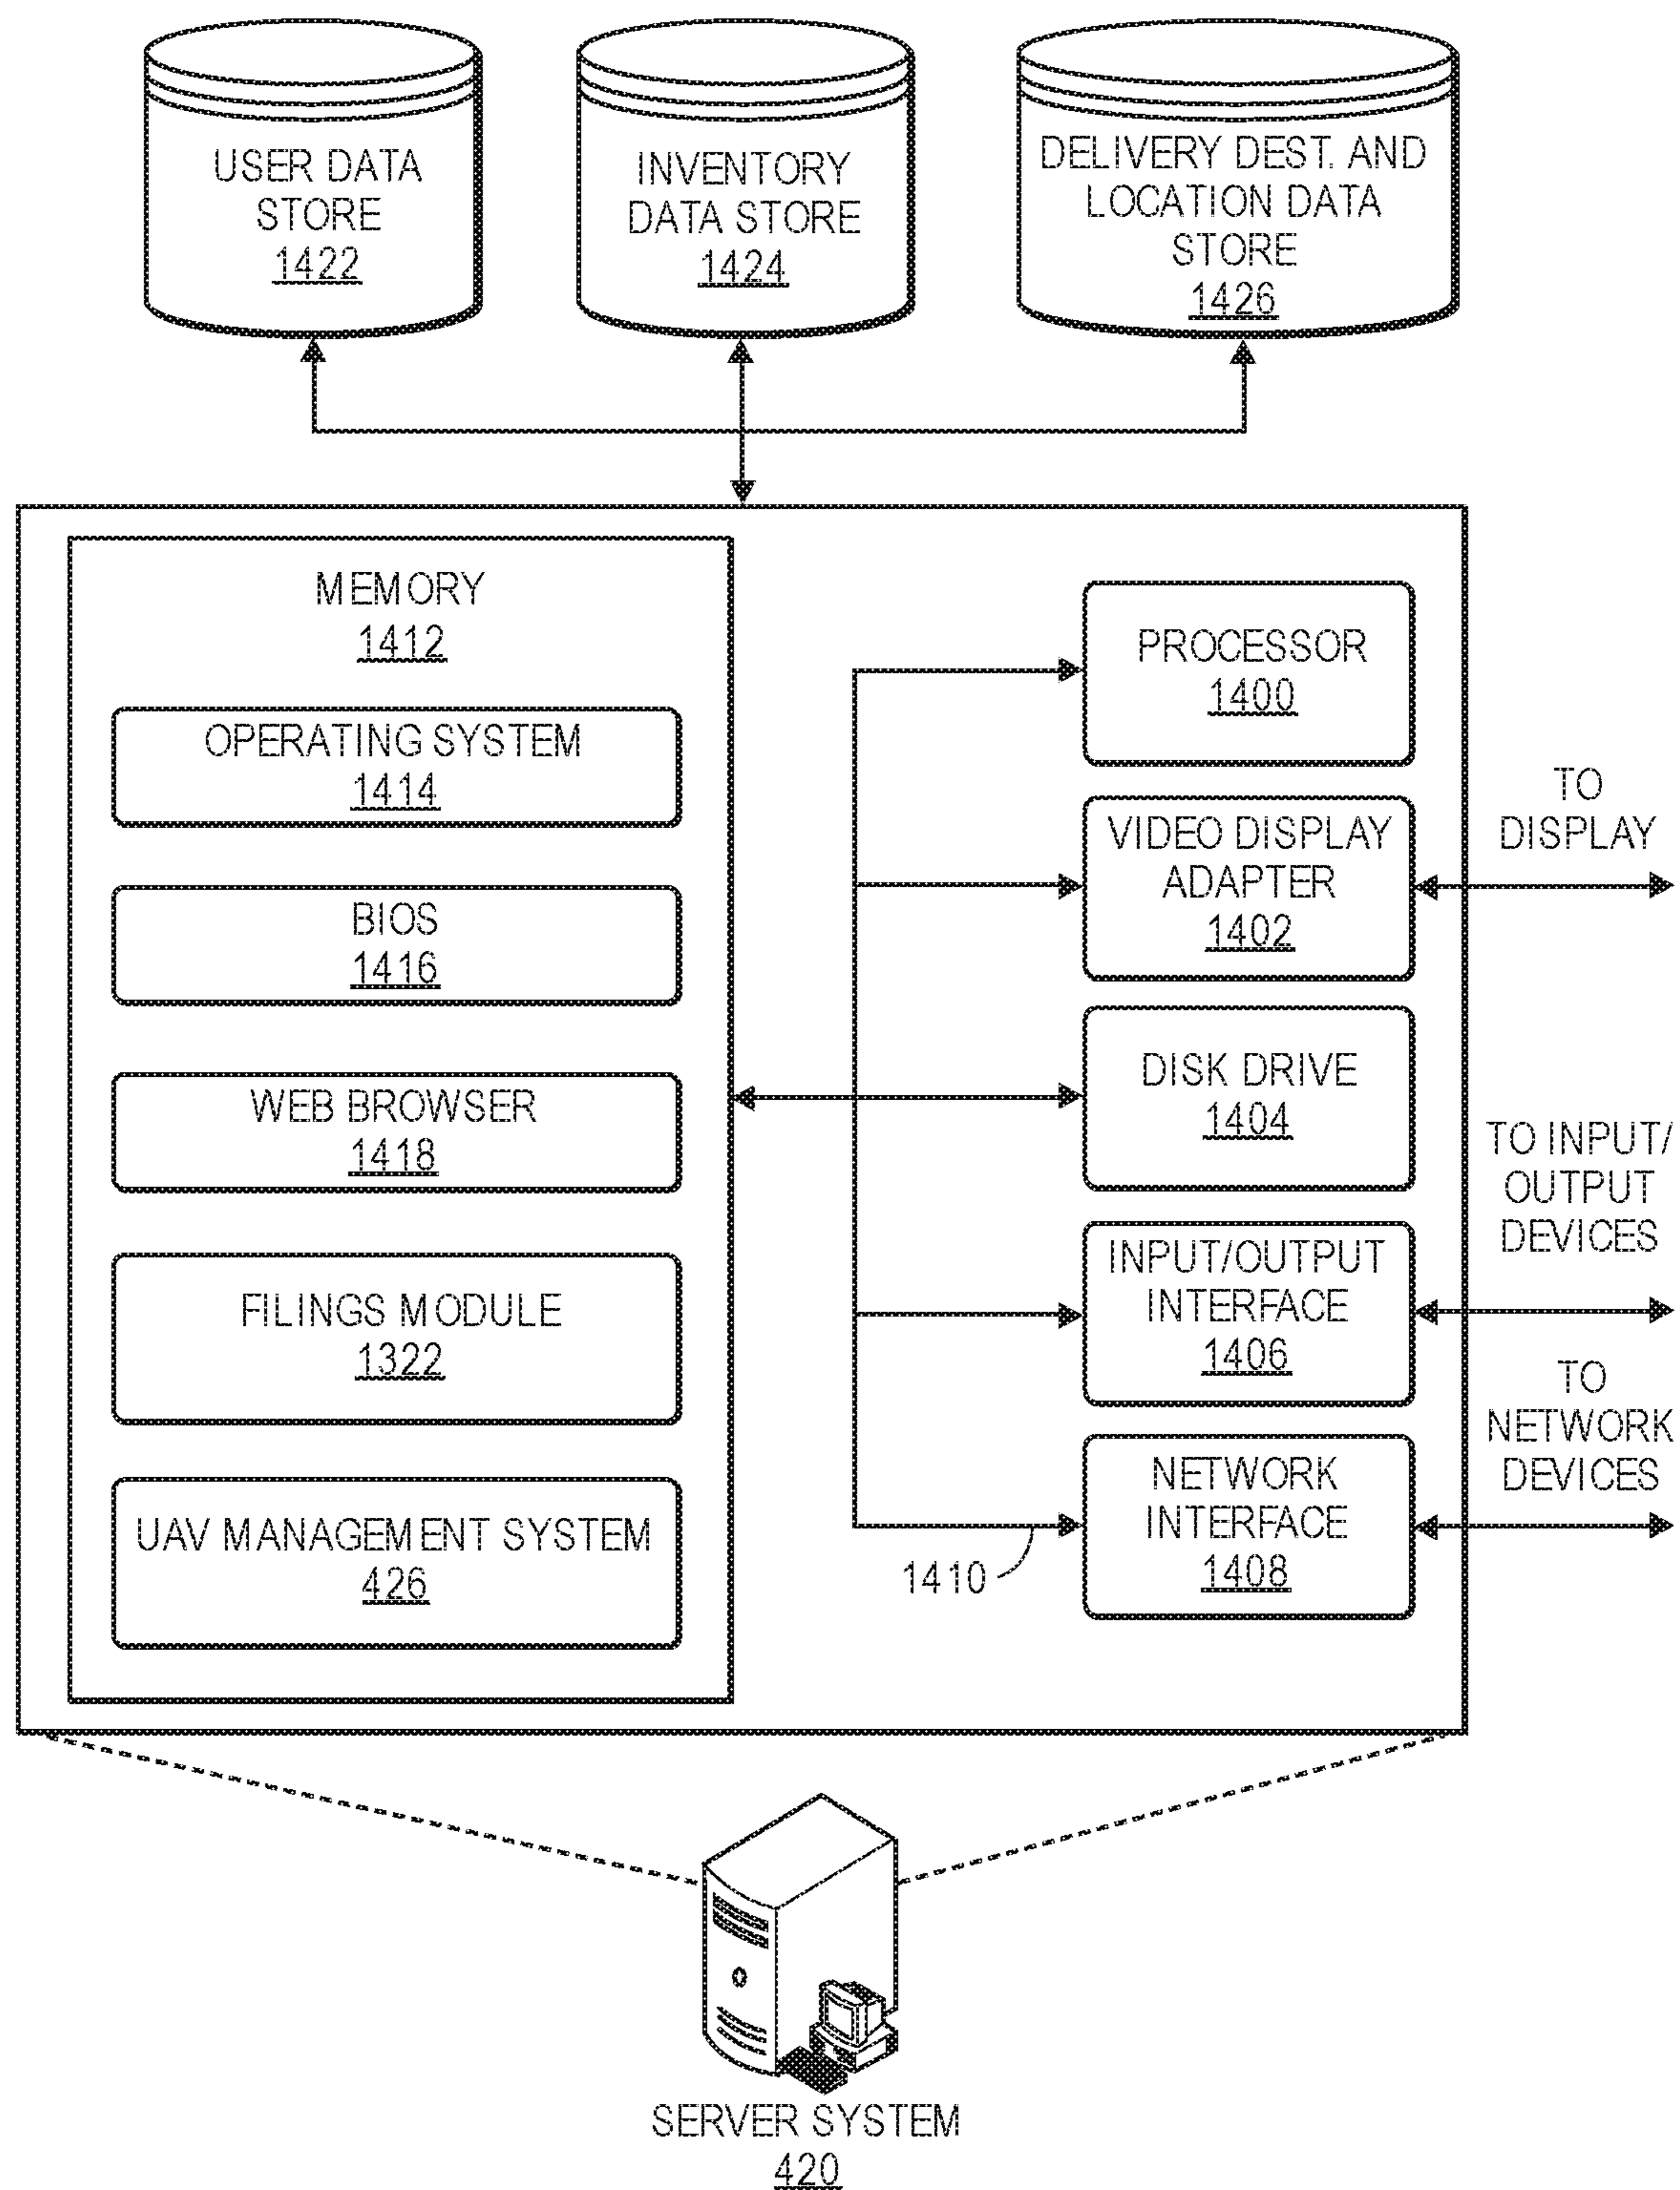 USER DATA
STORE
1422
INVENTORY
DATA STORE
1424
DELIVERY DEST. AND
LOCATION DATA
STORE
1426
MEMORY
1412
OPERATING SYSTEM
1414
BIOS
1416
WEB BROWSER
1418
FILINGS MODULE
1322
UAV MANAGEMENT SYSTEM
426
PROCESSOR
1400
VIDEO DISPLAY
ADAPTER
1402
DISK DRIVE
1404
INPUT/OUTPUT
INTERFACE
1406
NETWORK
INTERFACE
1408
1410
TO
DISPLAY
TO INPUT/
OUTPUT
DEVICES
TO
NETWORK
DEVICES
SERVER SYSTEM
420